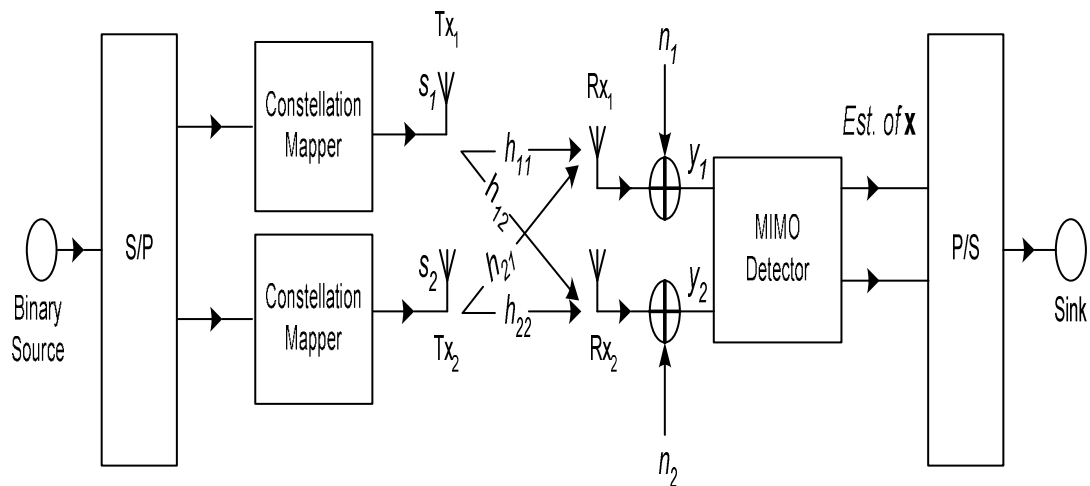 Binary
Source
S/P
Constellation
Mapper
s₁
Tx₁
Constellation
Mapper
s₂
Tx₂
h₁₁
h₁₂
h₂₁
h₂₂
Rx₁
Rx₂
n₁
n₂
y₁
y₂
MIMO
Detector
Est. of x
P/S
Sink